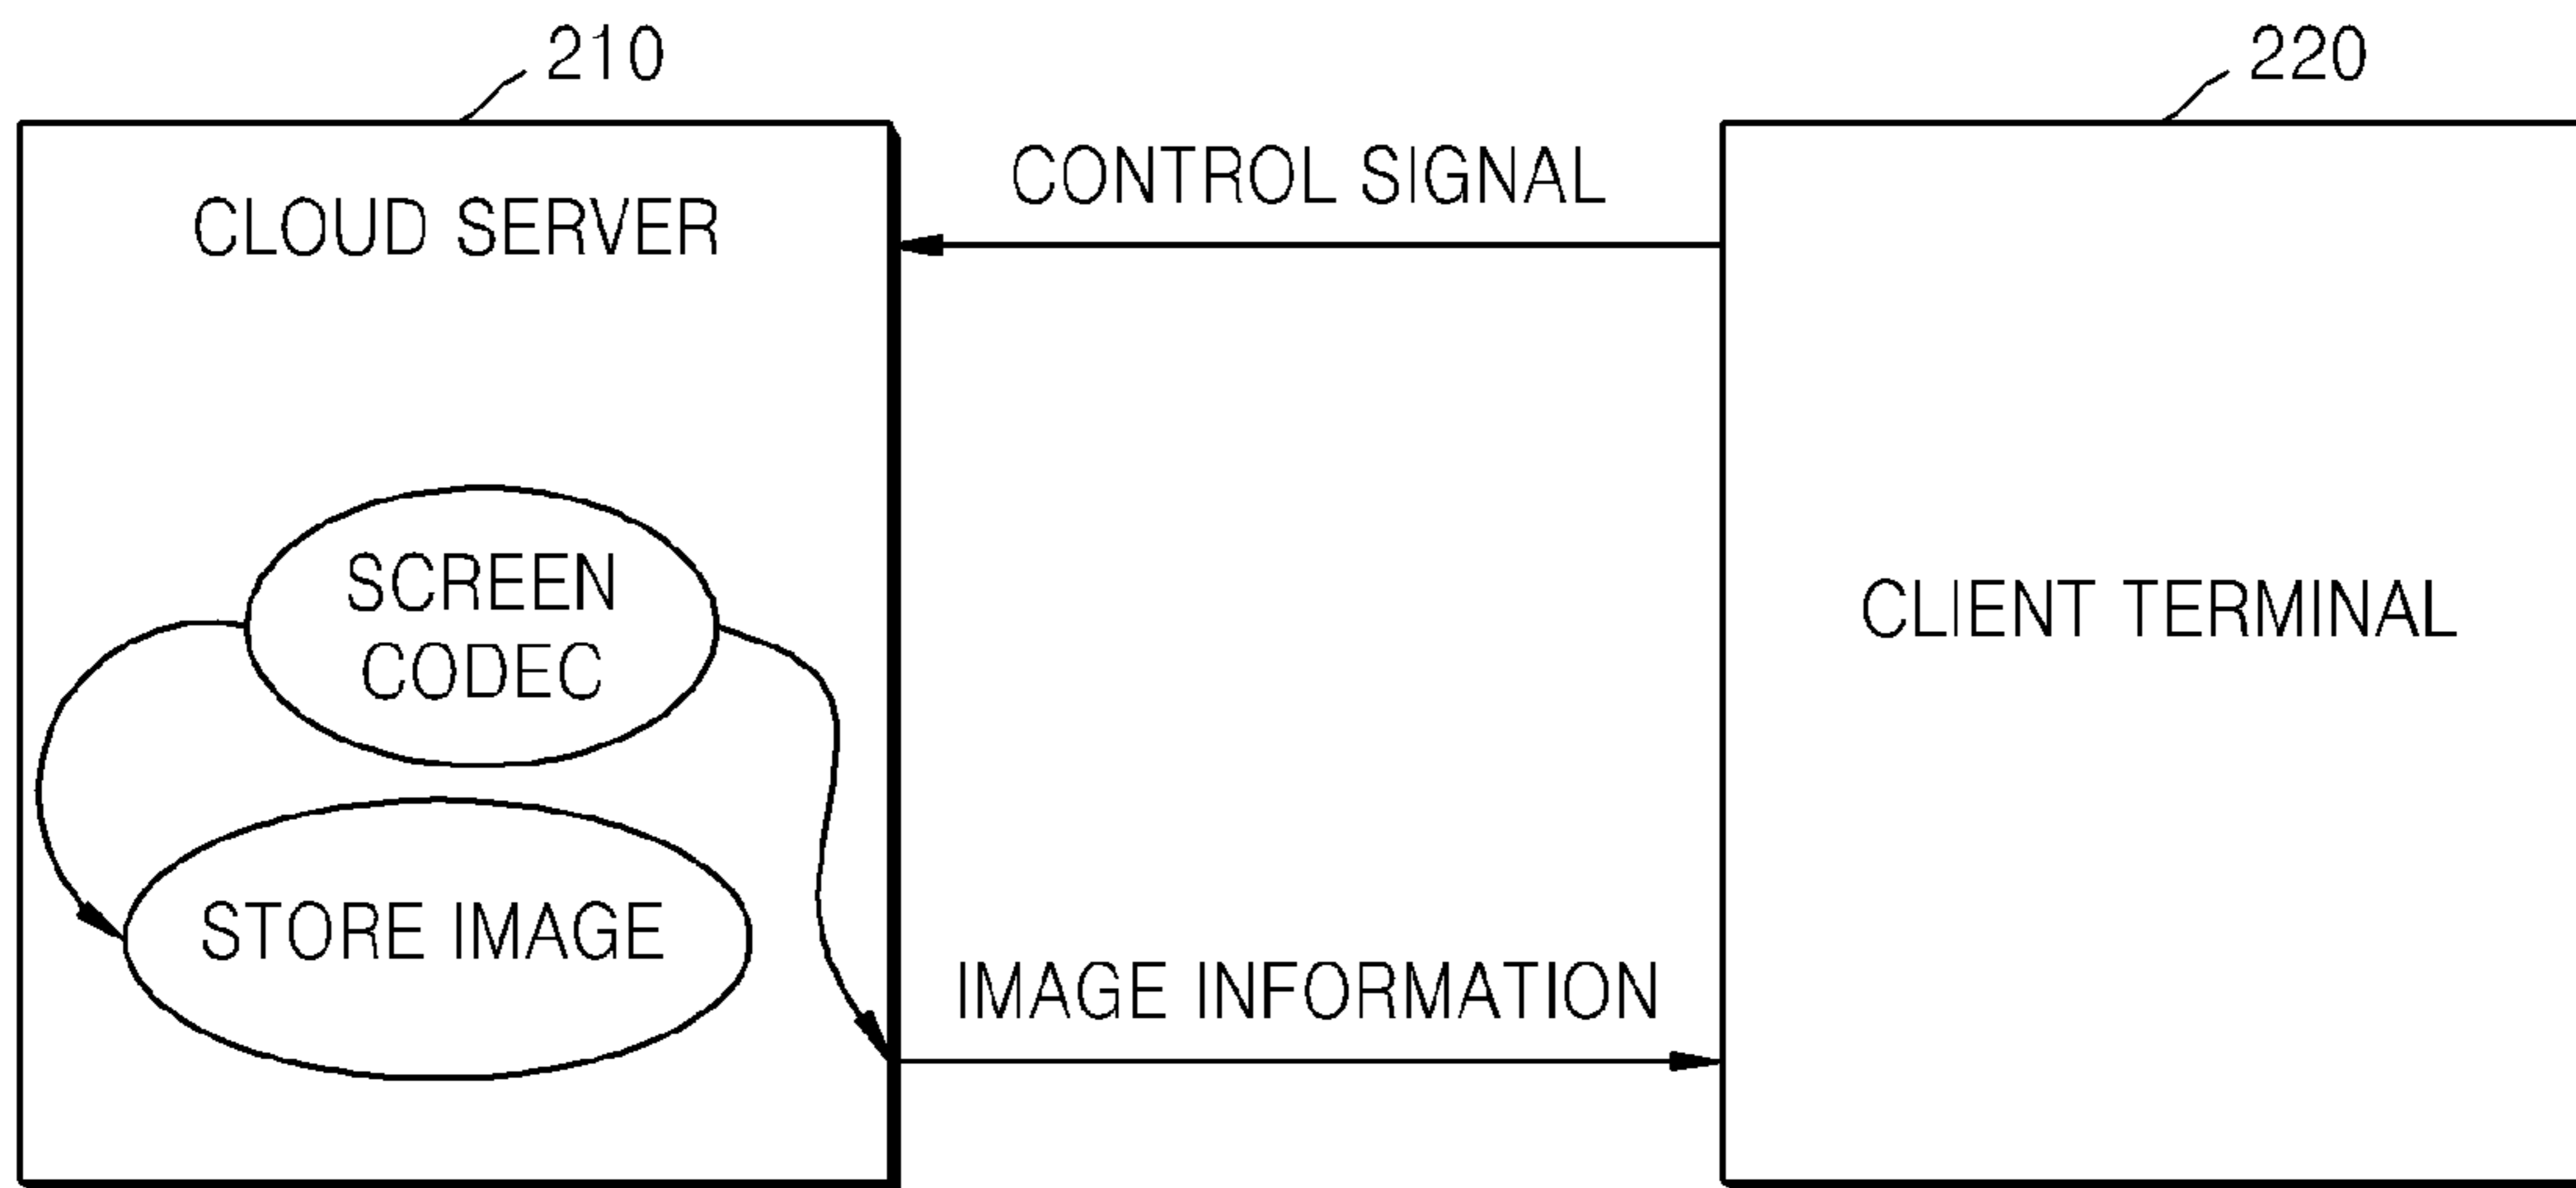 210
220
CLOUD SERVER
CONTROL SIGNAL
SCREEN
CODEC
CLIENT TERMINAL
STORE IMAGE
IMAGE INFORMATION